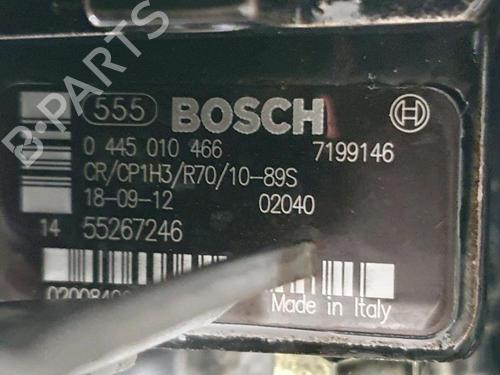 555 BOSCH
0 445 010 466 7199146
CR/CP1H3/R70/10-89S
18-09-12 02040
14 55267246
Made in Italy
B-PARTS